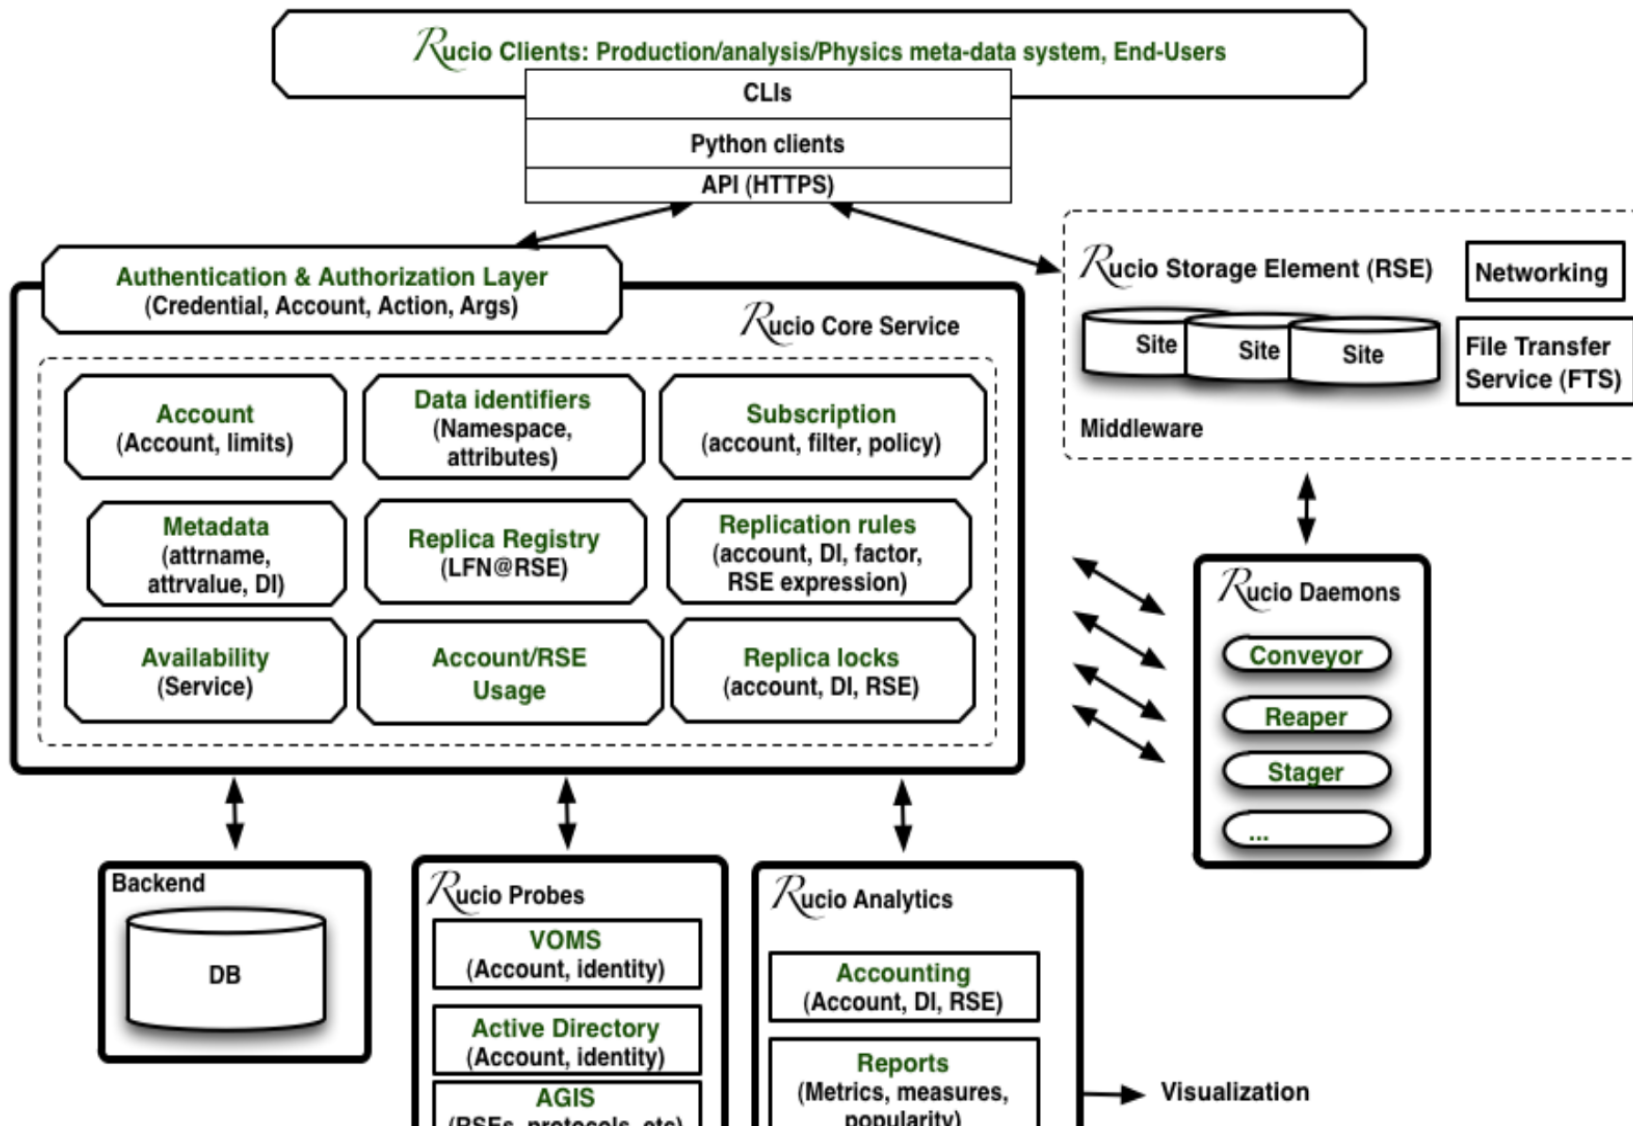 Rucio Clients: Production/analysis/Physics meta-data system, End-Users
CLIs
Python clients
API (HTTPS)
Authentication & Authorization Layer
(Credential, Account, Action, Args)
Rucio Core Service
Account
(Account, limits)
Data identifiers
(Namespace,
attributes)
Subscription
(account, filter, policy)
Metadata
(attrname,
attrvalue, DI)
Replica Registry
(LFN@RSE)
Replication rules
(account, DI, factor,
RSE expression)
Availability
(Service)
Account/RSE
Usage
Replica locks
(account, DI, RSE)
Rucio Storage Element (RSE)
Networking
Site
Site
Site
File Transfer
Service (FTS)
Middleware
Rucio Daemons
Conveyor
Reaper
Stager
...
Backend
DB
Rucio Probes
VOMS
(Account, identity)
Active Directory
(Account, identity)
AGIS
(RSEs, protocols, etc)
Rucio Analytics
Accounting
(Account, DI, RSE)
Reports
(Metrics, measures,
popularity)
Visualization